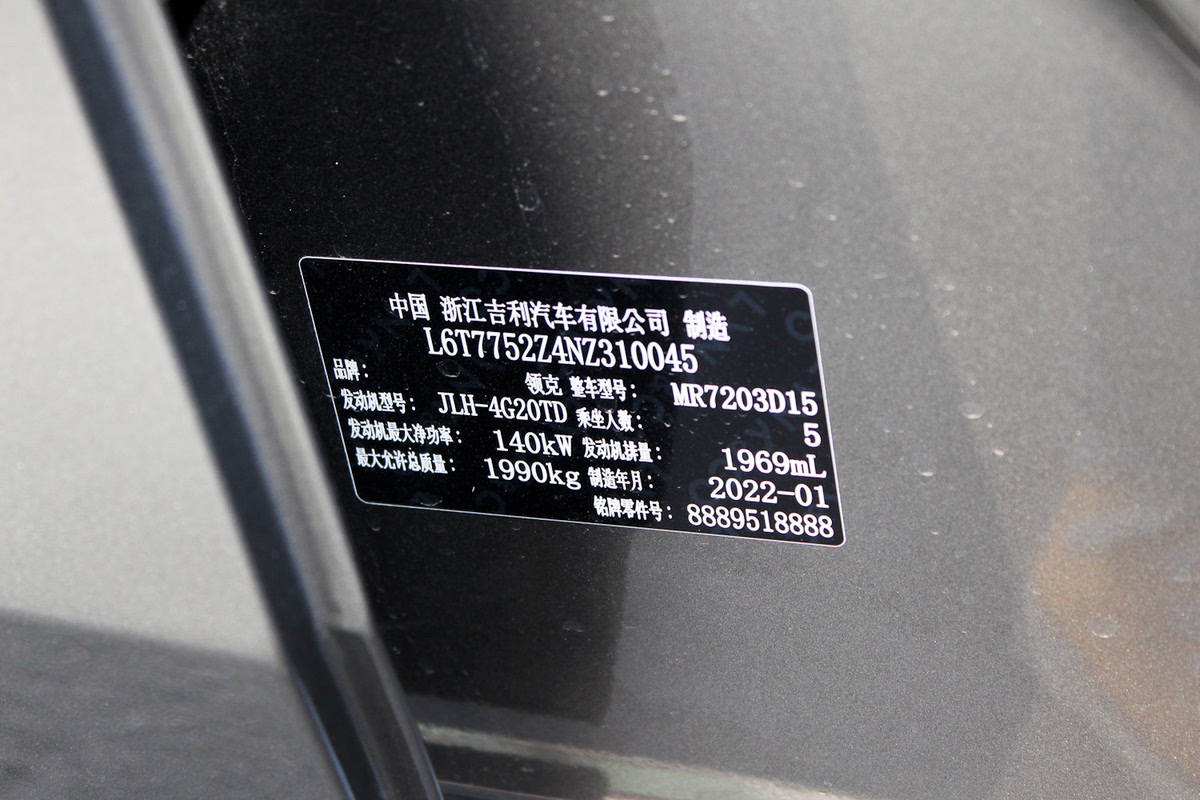 中国 浙江吉利汽车有限公司 制造
L6T7752Z4NZ310045
品牌： 领克 整车型号： MR7203D15
发动机型号： JLH-4G20TD 乘坐人数： 5
发动机最大净功率： 140kW 发动机排量： 1969mL
最大允许总质量： 1990kg 制造年月： 2022-01
铭牌零件号： 8889518888